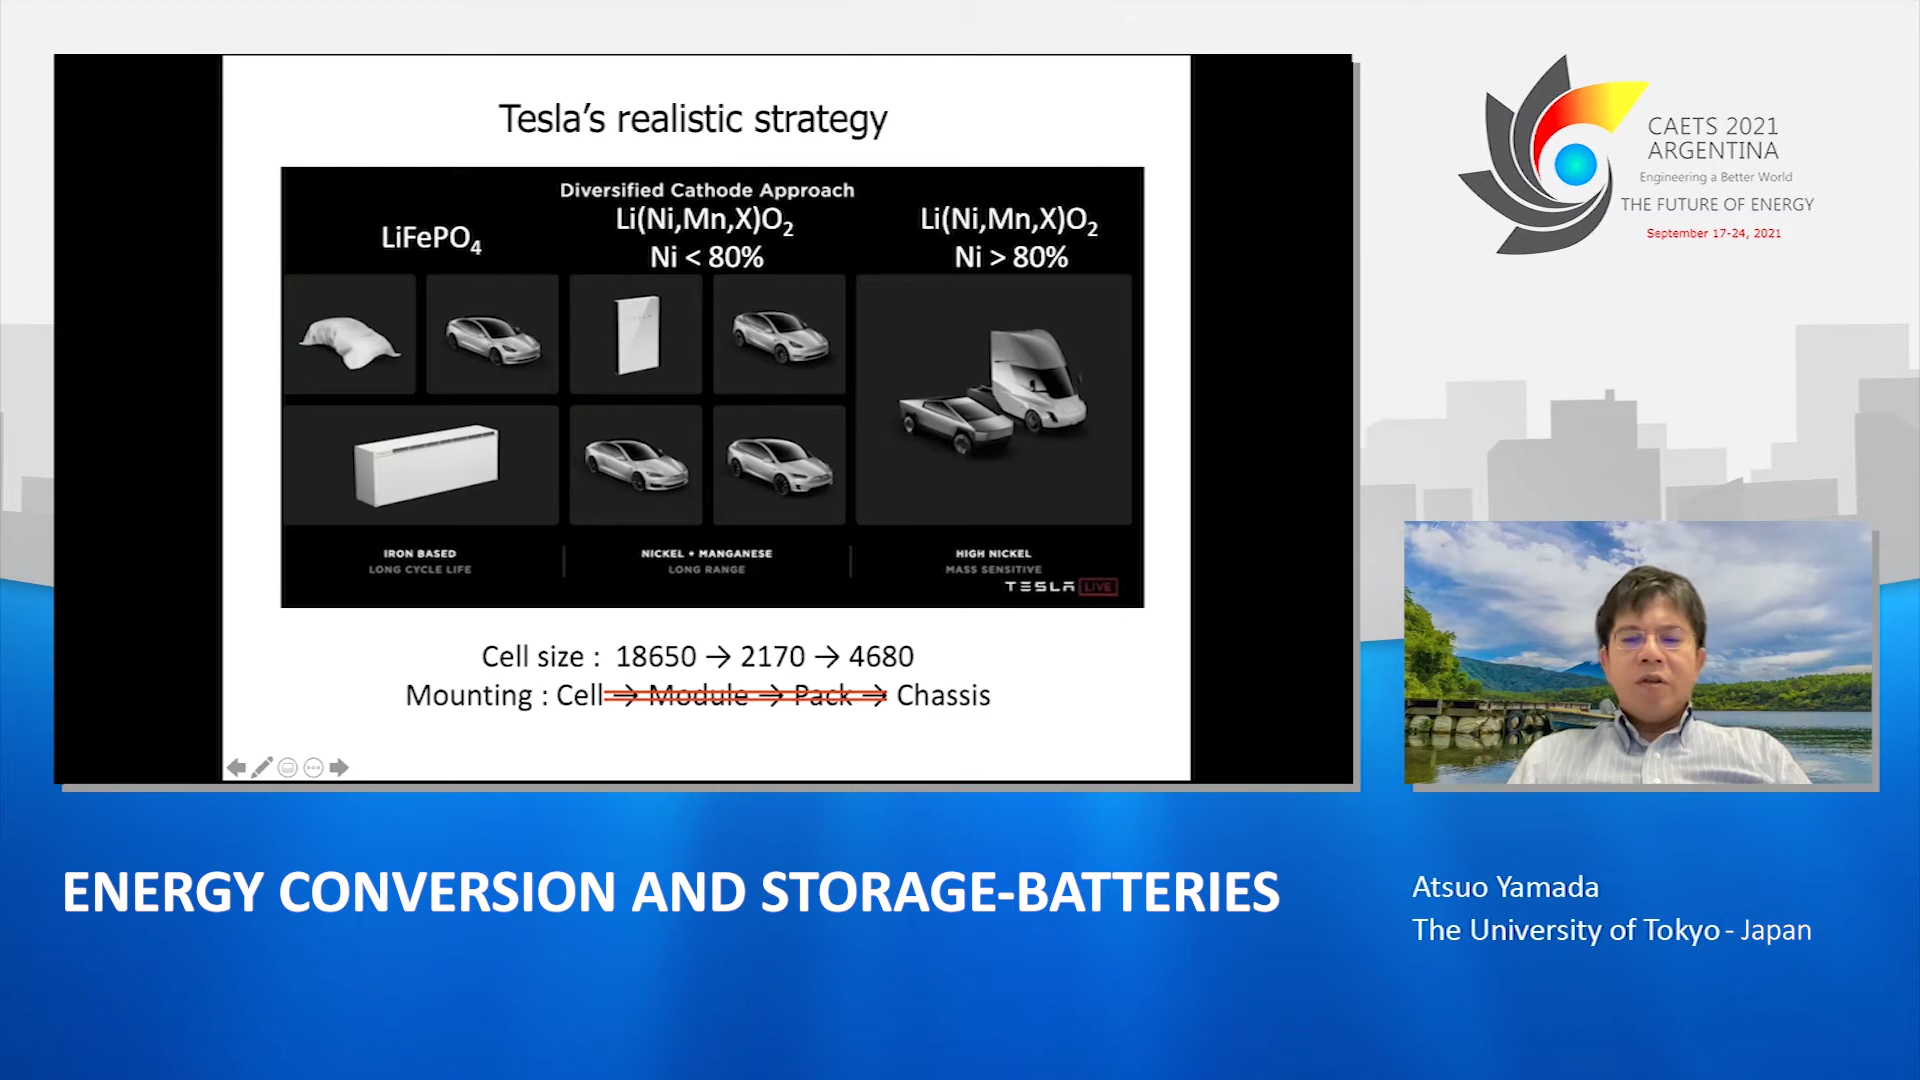 Tesla's realistic strategy
Diversified Cathode Approach
LiFePO4
Li(Ni,Mn,X)O2
Ni < 80%
Li(Ni,Mn,X)O2
Ni > 80%
IRON BASED
LONG CYCLE LIFE
NICKEL + MANGANESE
LONG RANGE
HIGH NICKEL
MASS SENSITIVE
TESLA LIVE
Cell size : 18650 → 2170 → 4680
Mounting : Cell → Module → Pack → Chassis
CAETS 2021
ARGENTINA
Engineering a Better World
THE FUTURE OF ENERGY
September 17-24, 2021
ENERGY CONVERSION AND STORAGE-BATTERIES
Atsuo Yamada
The University of Tokyo - Japan